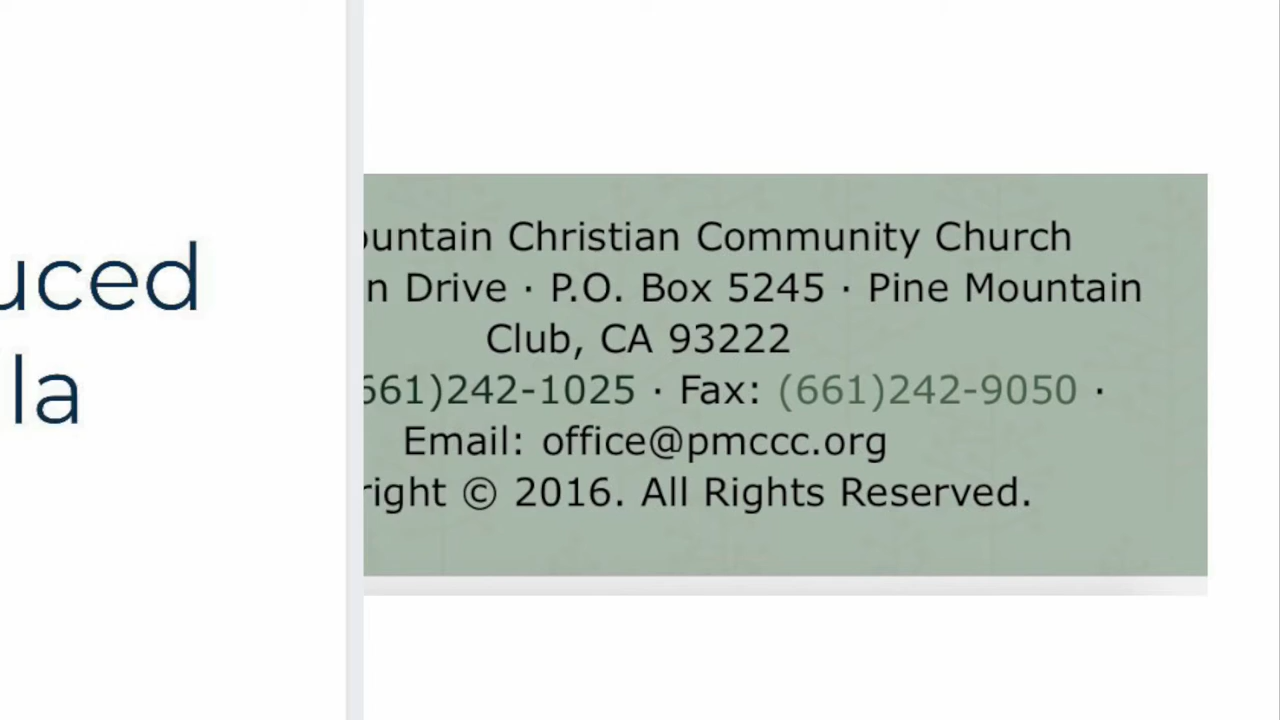 uced
la
ountain Christian Community Church
n Drive · P.O. Box 5245 · Pine Mountain
Club, CA 93222
661)242-1025 · Fax: (661)242-9050 ·
Email: office@pmccc.org
right © 2016. All Rights Reserved.